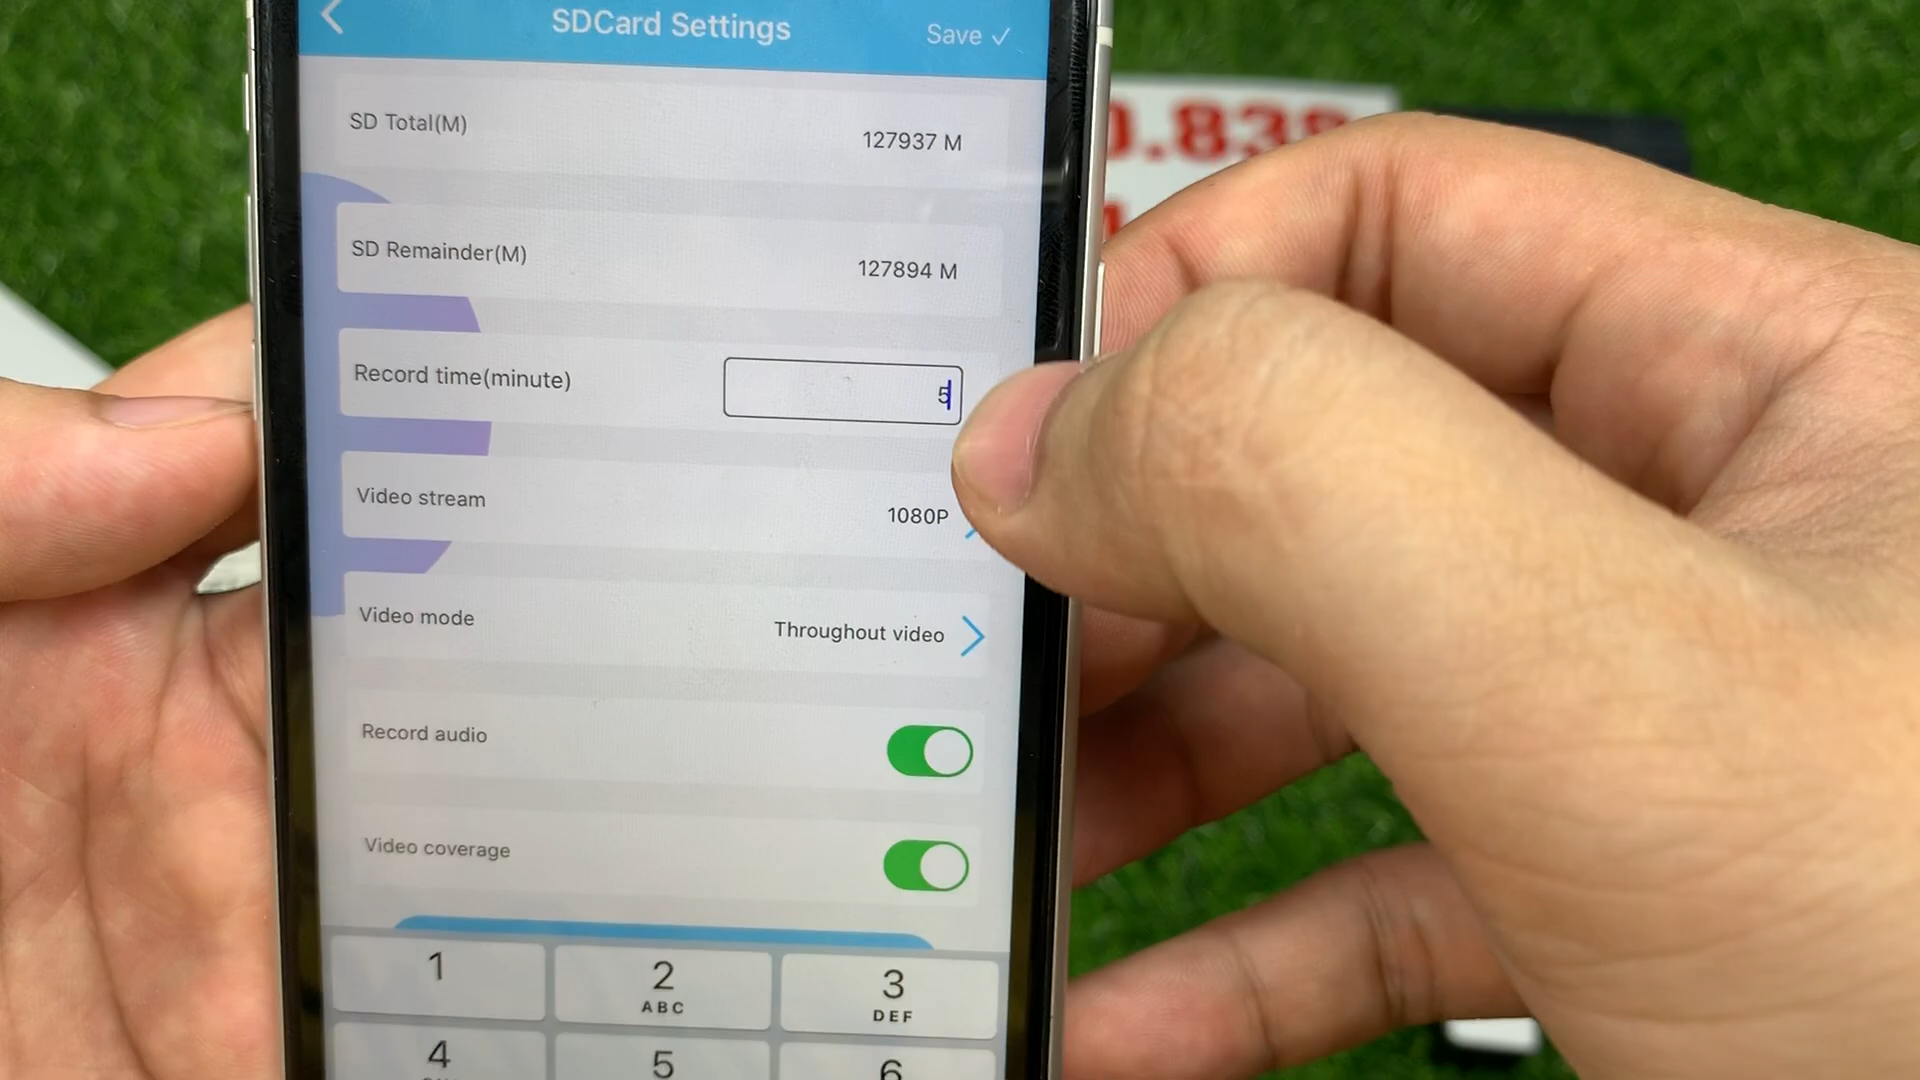 SDCard Settings
Save ✓
SD Total(M)
127937 M
SD Remainder(M)
127894 M
Record time(minute)
5
Video stream
1080P
Video mode
Throughout video
Record audio
Video coverage
1
2
ABC
3
DEF
4
5
6